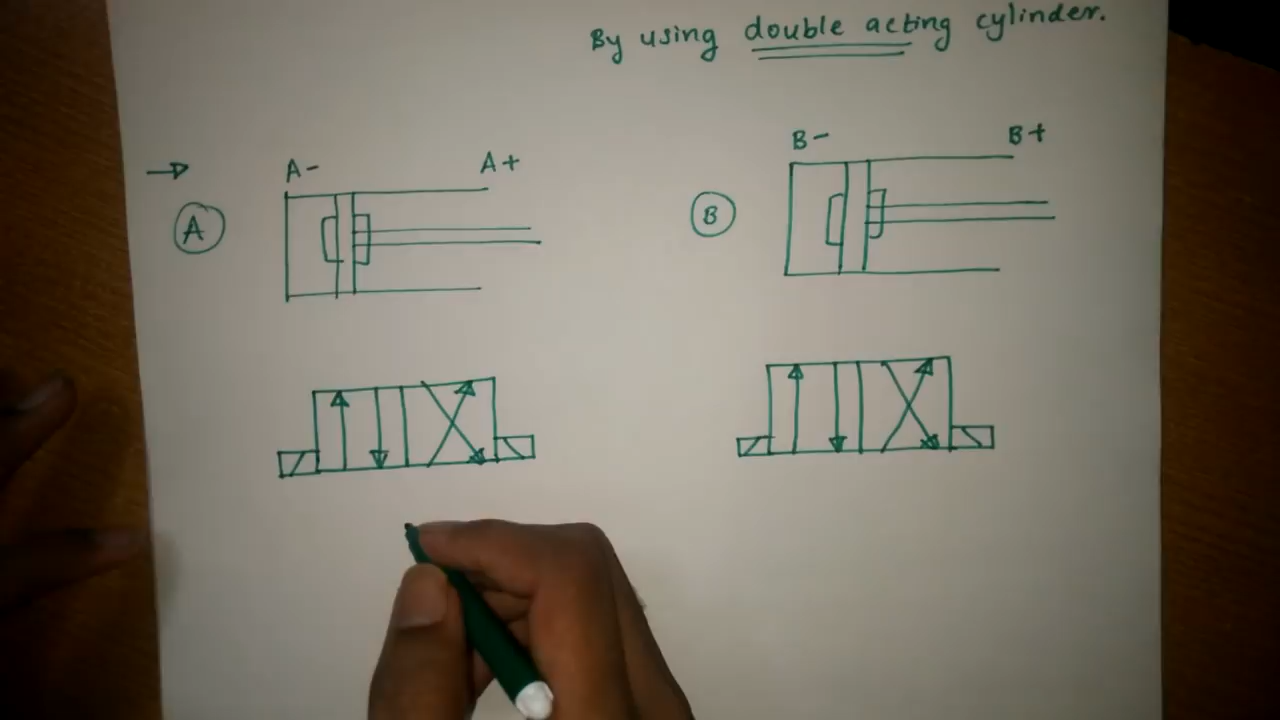 By using double acting cylinder.
A- A+
B- B+
A
B